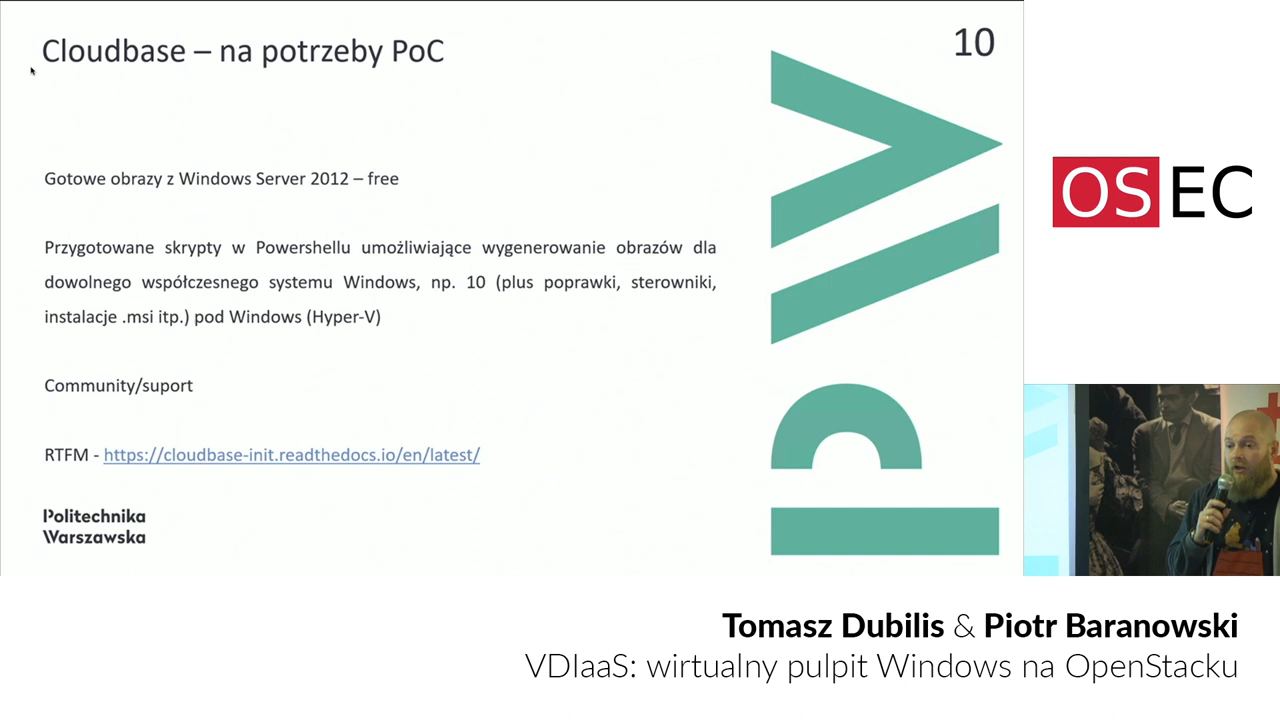 Cloudbase – na potrzeby PoC
10
Gotowe obrazy z Windows Server 2012 – free
Przygotowane skrypty w Powershellu umożliwiające wygenerowanie obrazów dla
dowolnego współczesnego systemu Windows, np. 10 (plus poprawki, sterowniki,
instalacje .msi itp.) pod Windows (Hyper-V)
Community/suport
RTFM - https://cloudbase-init.readthedocs.io/en/latest/
Politechnika
Warszawska
OSEC
Tomasz Dubilis & Piotr Baranowski
VDIaaS: wirtualny pulpit Windows na OpenStacku